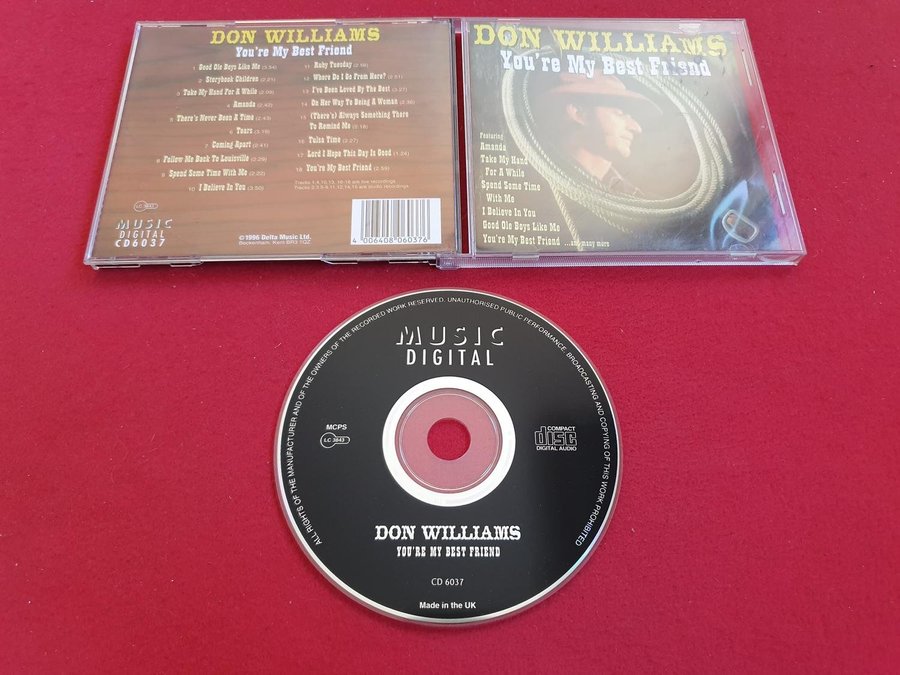 DON WILLIAMS
You're My Best Friend
1 Good Ole Boys Like Me (3:54)
2 Storybook Children (2:21)
3 Take My Hand For A While (2:09)
4 Amanda (2:42)
5 There's Never Been A Time (2:43)
6 Tears (3:19)
7 Coming Apart (2:41)
8 Follow Me Back To Louisville (2:29)
9 Spend Some Time With Me (2:22)
10 I Believe In You (3:50)
11 Ruby Tuesday
12 Where Do I Go From Here? (2:51)
13 I've Been Loved By The Best (3:27)
14 On Her Way To Being A Woman (2:36)
15 (There's) Always Something There
To Remind Me (3:18)
16 Tulsa Time (2:27)
17 Lord I Hope This Day Is Good (1:24)
18 You're My Best Friend (2:59)
LC 3843
MUSIC
DIGITAL
CD6037
©1996 Delta Music Ltd.
Beckenham, Kent BR3 1QZ
4 006408 060376
DON WILLIAMS
You're My Best Friend
Featuring
Amanda
Take My Hand
For A While
Spend Some Time
With Me
I Believe in You
Good Ole Boys Like Me
You're My Best Friend ...and many more
ALL RIGHTS OF THE MANUFACTURER AND OF THE OWNERS OF THE RECORDED WORK RESERVED. UNAUTHORISED PUBLIC PERFORMANCE, BROADCASTING AND COPYING OF THIS WORK PROHIBITED
MUSIC
DIGITAL
MCPS
LC 3843
COMPACT
disc
DIGITAL AUDIO
DON WILLIAMS
YOU'RE MY BEST FRIEND
CD 6037
Made in the UK